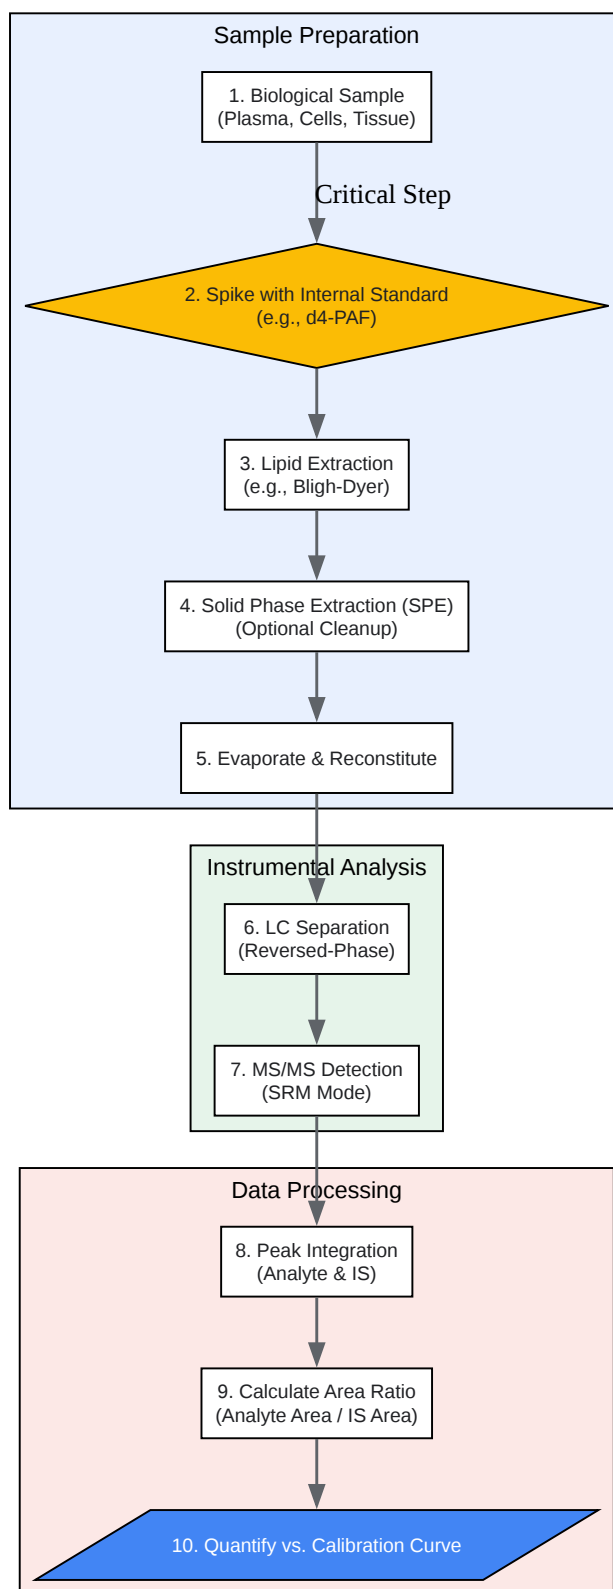 Sample Preparation
1. Biological Sample
(Plasma, Cells, Tissue)
Critical Step
2. Spike with Internal Standard
(e.g., d4-PAF)
3. Lipid Extraction
(e.g., Bligh-Dyer)
4. Solid Phase Extraction (SPE)
(Optional Cleanup)
5. Evaporate & Reconstitute
Instrumental Analysis
6. LC Separation
(Reversed-Phase)
7. MS/MS Detection
(SRM Mode)
Data Processing
8. Peak Integration
(Analyte & IS)
9. Calculate Area Ratio
(Analyte Area / IS Area)
10. Quantify vs. Calibration Curve